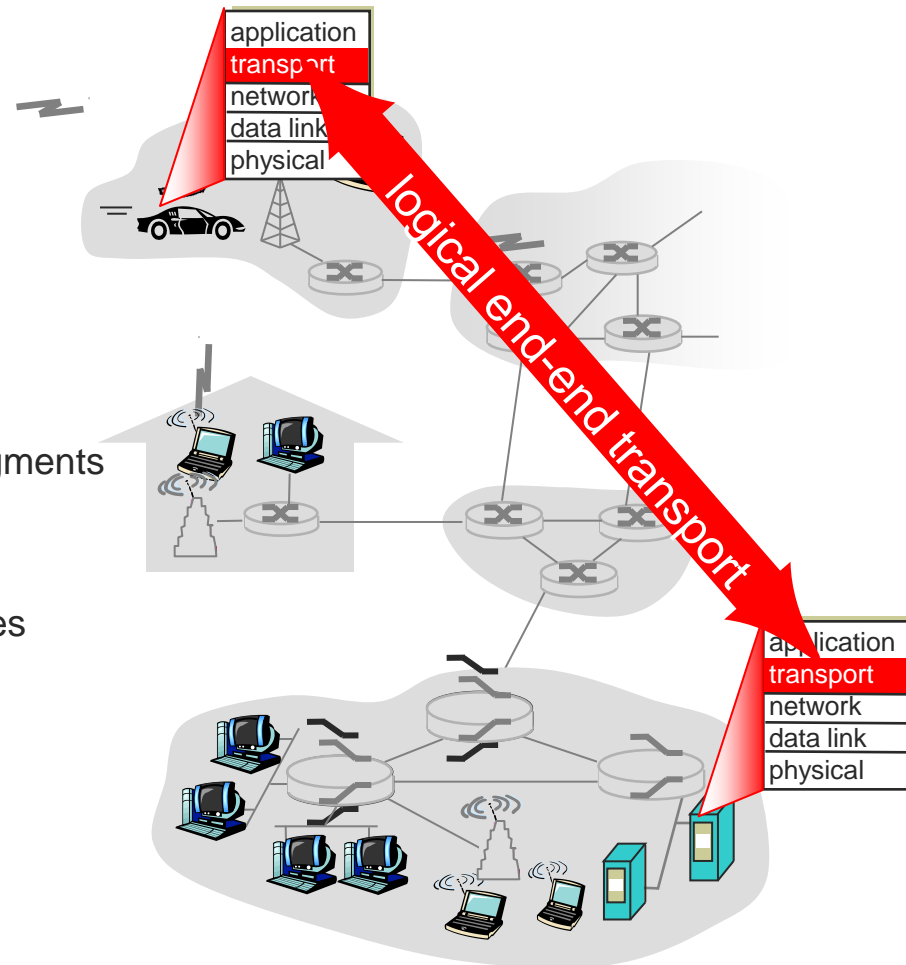 application
transport
network
data link
physical
logical end-end transport
gments
es
application
transport
network
data link
physical